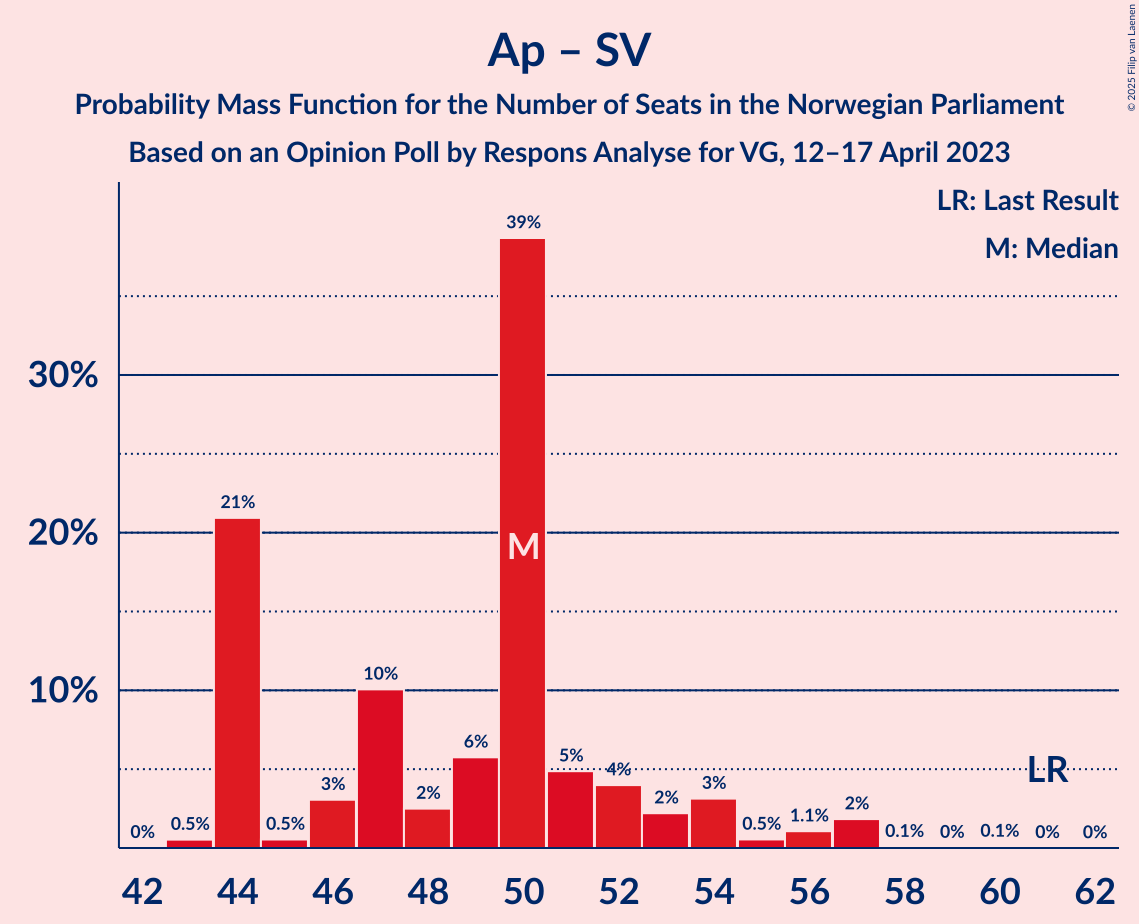 Ap – SV
Probability Mass Function for the Number of Seats in the Norwegian Parliament
Based on an Opinion Poll by Respons Analyse for VG, 12–17 April 2023
© 2025 Filip van Laenen
LR: Last Result
M: Median
30%
20%
10%
0%
0.5%
21%
0.5%
3%
10%
2%
6%
39%
M
5%
4%
2%
3%
0.5%
1.1%
2%
0.1%
0%
0.1%
0%
0%
LR
42 44 46 48 50 52 54 56 58 60 62